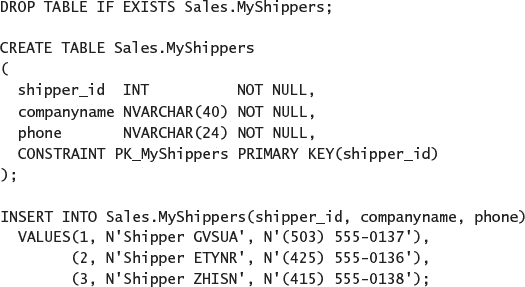 DROP TABLE IF EXISTS Sales.MyShippers;
CREATE TABLE Sales.MyShippers
(
shipper_id INT NOT NULL,
companyname NVARCHAR(40) NOT NULL,
phone NVARCHAR(24) NOT NULL,
CONSTRAINT PK_MyShippers PRIMARY KEY(shipper_id)
);
INSERT INTO Sales.MyShippers(shipper_id, companyname, phone)
VALUES(1, N'Shipper GVSUA', N'(503) 555-0137'),
(2, N'Shipper ETYNR', N'(425) 555-0136'),
(3, N'Shipper ZHISN', N'(415) 555-0138');